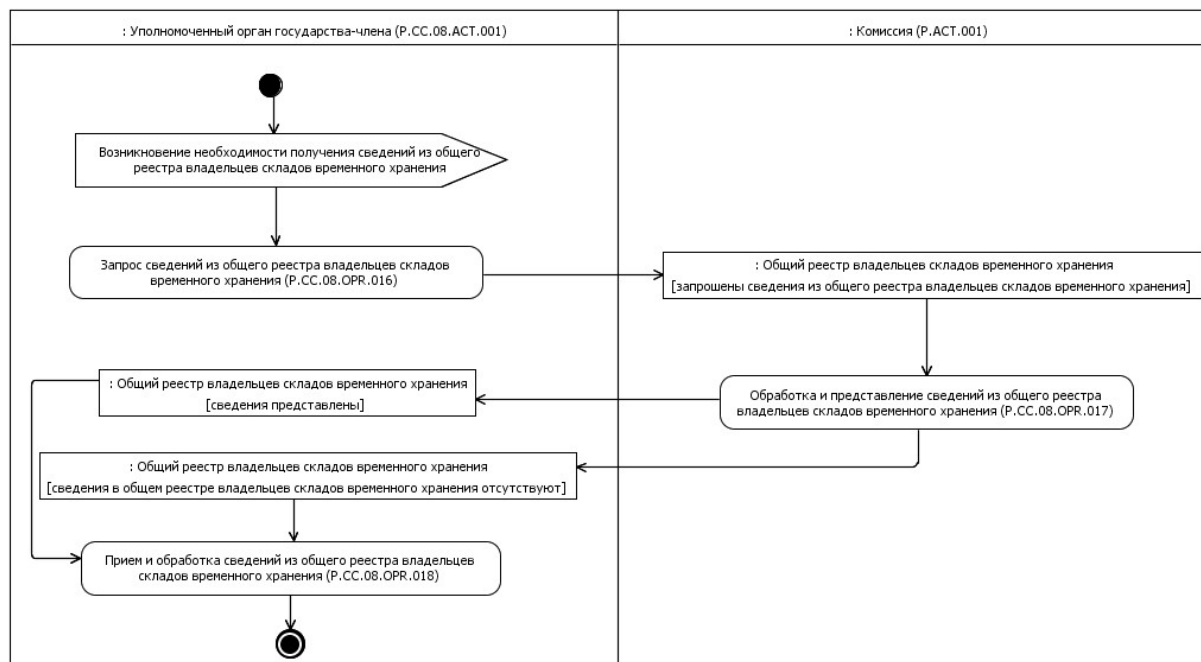 : Уполномоченный орган государства-члена (P.CC.08.ACT.001)
: Комиссия (P.ACT.001)
Возникновение необходимости получения сведений из общего
реестра владельцев складов временного хранения
Запрос сведений из общего реестра владельцев складов
временного хранения (P.CC.08.OPR.016)
: Общий реестр владельцев складов временного хранения
[запрошены сведения из общего реестра владельцев складов временного хранения]
: Общий реестр владельцев складов временного хранения
[сведения представлены]
Обработка и представление сведений из общего реестра
владельцев складов временного хранения (P.CC.08.OPR.017)
: Общий реестр владельцев складов временного хранения
[сведения в общем реестре владельцев складов временного хранения отсутствуют]
Прием и обработка сведений из общего реестра владельцев
складов временного хранения (P.CC.08.OPR.018)